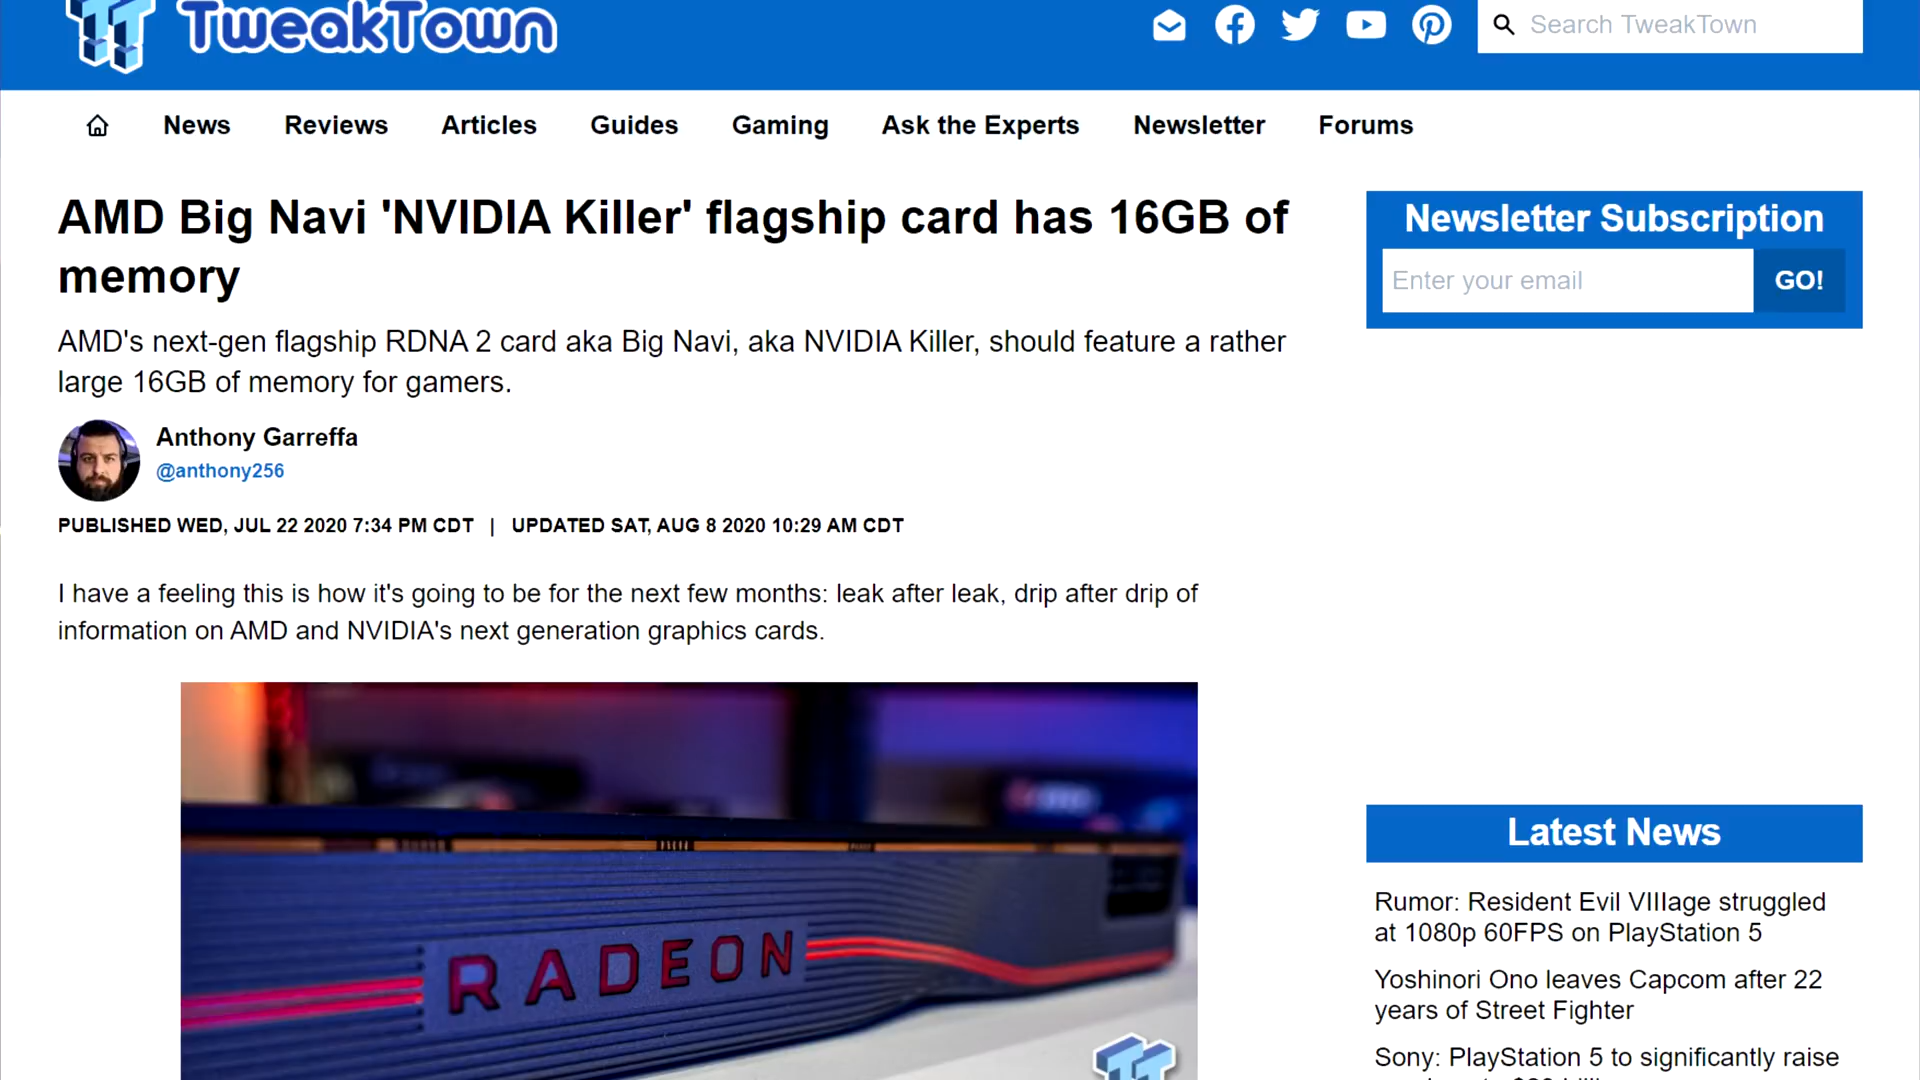 TweakTown
Search TweakTown
News Reviews Articles Guides Gaming Ask the Experts Newsletter Forums
AMD Big Navi 'NVIDIA Killer' flagship card has 16GB of
memory
AMD's next-gen flagship RDNA 2 card aka Big Navi, aka NVIDIA Killer, should feature a rather
large 16GB of memory for gamers.
Anthony Garreffa
@anthony256
PUBLISHED WED, JUL 22 2020 7:34 PM CDT | UPDATED SAT, AUG 8 2020 10:29 AM CDT
I have a feeling this is how it's going to be for the next few months: leak after leak, drip after drip of
information on AMD and NVIDIA's next generation graphics cards.
RADEON
Newsletter Subscription
Enter your email GO!
Latest News
Rumor: Resident Evil VIIIage struggled
at 1080p 60FPS on PlayStation 5
Yoshinori Ono leaves Capcom after 22
years of Street Fighter
Sony: PlayStation 5 to significantly raise